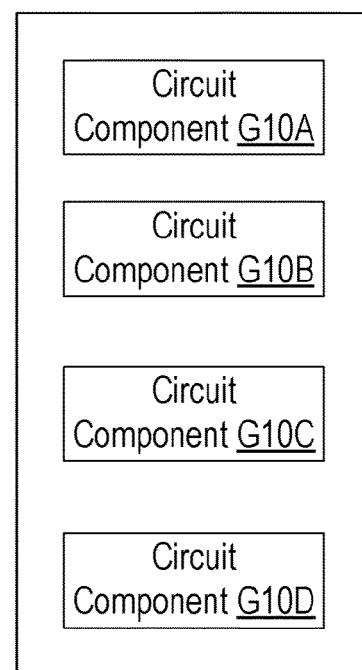 Circuit
Component G10A
Circuit
Component G10B
Circuit
Component G10C
Circuit
Component G10D